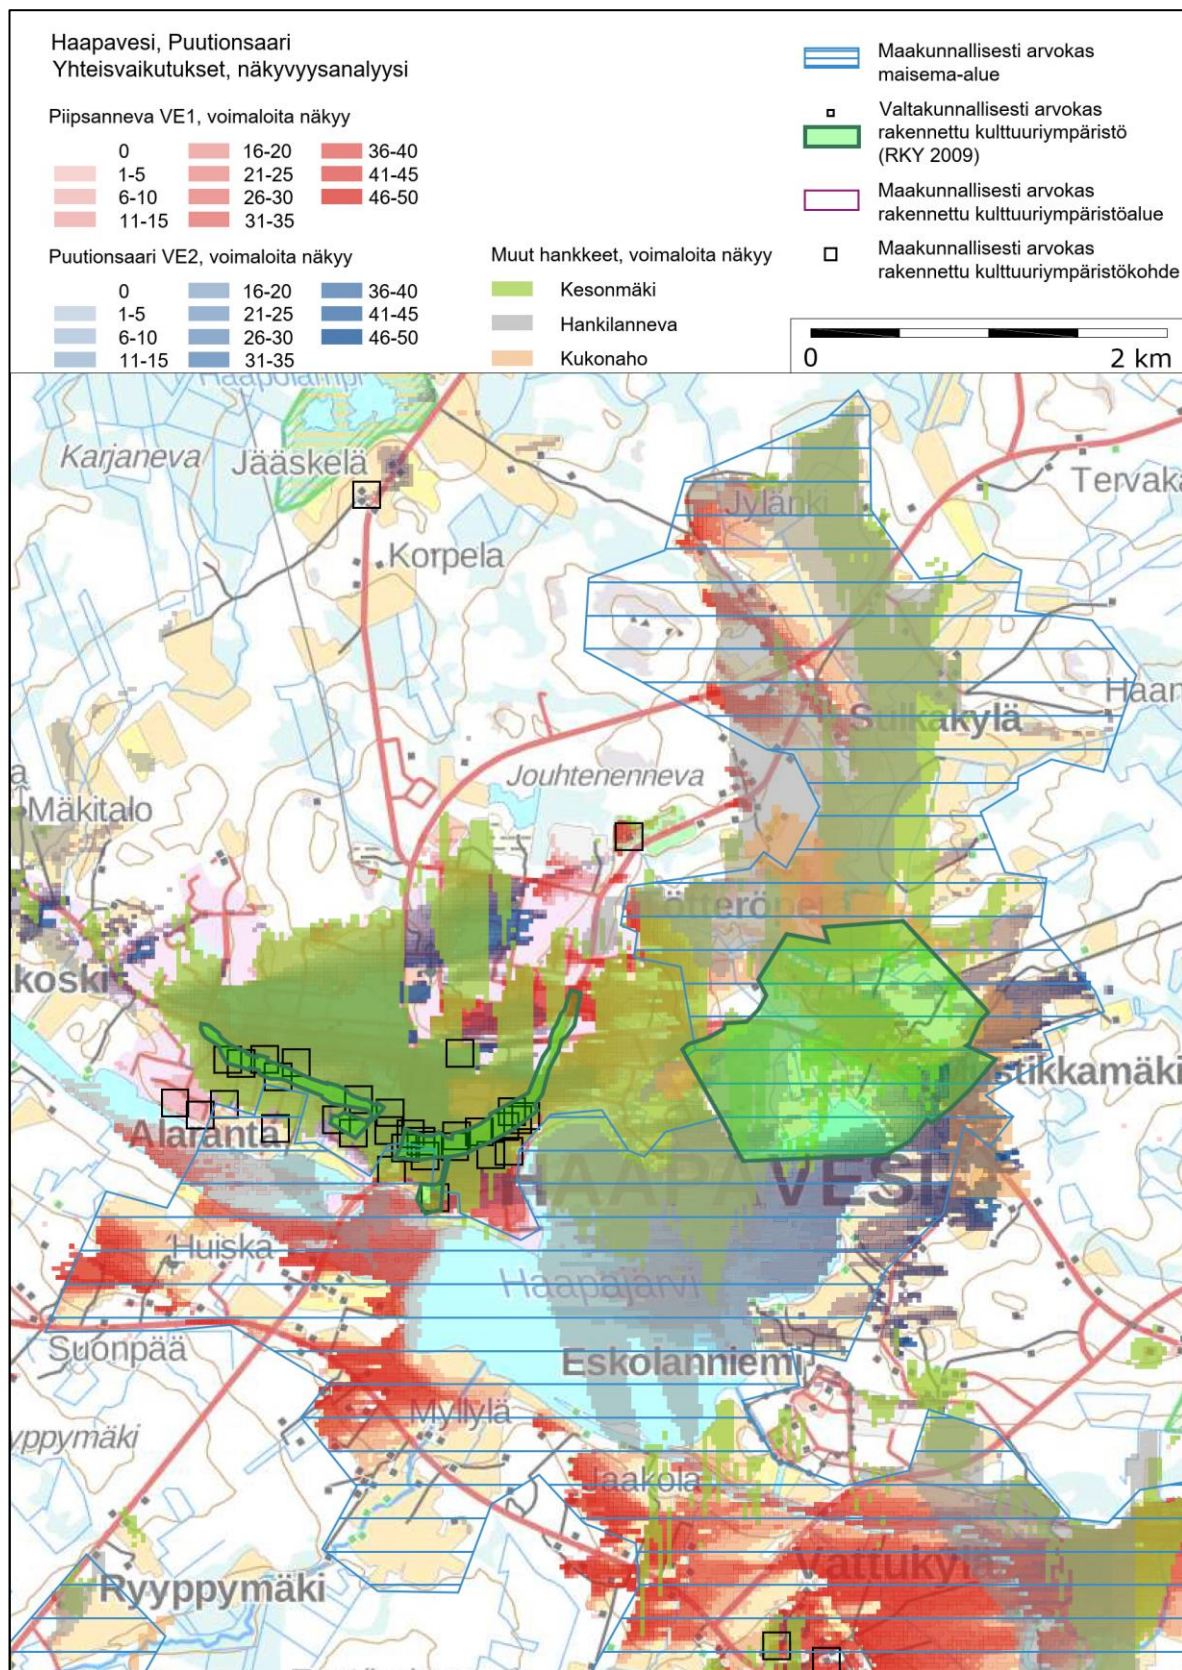 Haapavesi, Puutionsaari
Yhteisvaikutukset, näkyvyysanalyysi
Piipsanneva VE1, voimaloita näkyy
0
1-5
6-10
11-15
16-20
21-25
26-30
31-35
36-40
41-45
46-50
Puutionsaari VE2, voimaloita näkyy
0
1-5
6-10
11-15
16-20
21-25
26-30
31-35
36-40
41-45
46-50
Muut hankkeet, voimaloita näkyy
Kesonmäki
Hankilanneva
Kukonaho
Maakunnallisesti arvokas
maisema-alue
Valtakunnallisesti arvokas
rakennettu kulttuuriympäristö
(RKY 2009)
Maakunnallisesti arvokas
rakennettu kulttuuriympäristöalue
Maakunnallisesti arvokas
rakennettu kulttuuriympäristökohde
0 2 km
Karjaneva
Jääskelä
Korpela
Jylänki
Tervaka
Haan
Sulkakylä
Jouhtenenneva
a
Mäkitalo
koski
Alaranta
HAAPAVESI
Huiska
Haapajärvi
Suonpää
Eskolanniemi
Myllylä
yppymäki
Jaakola
Vattukylä
Ryyppymäki